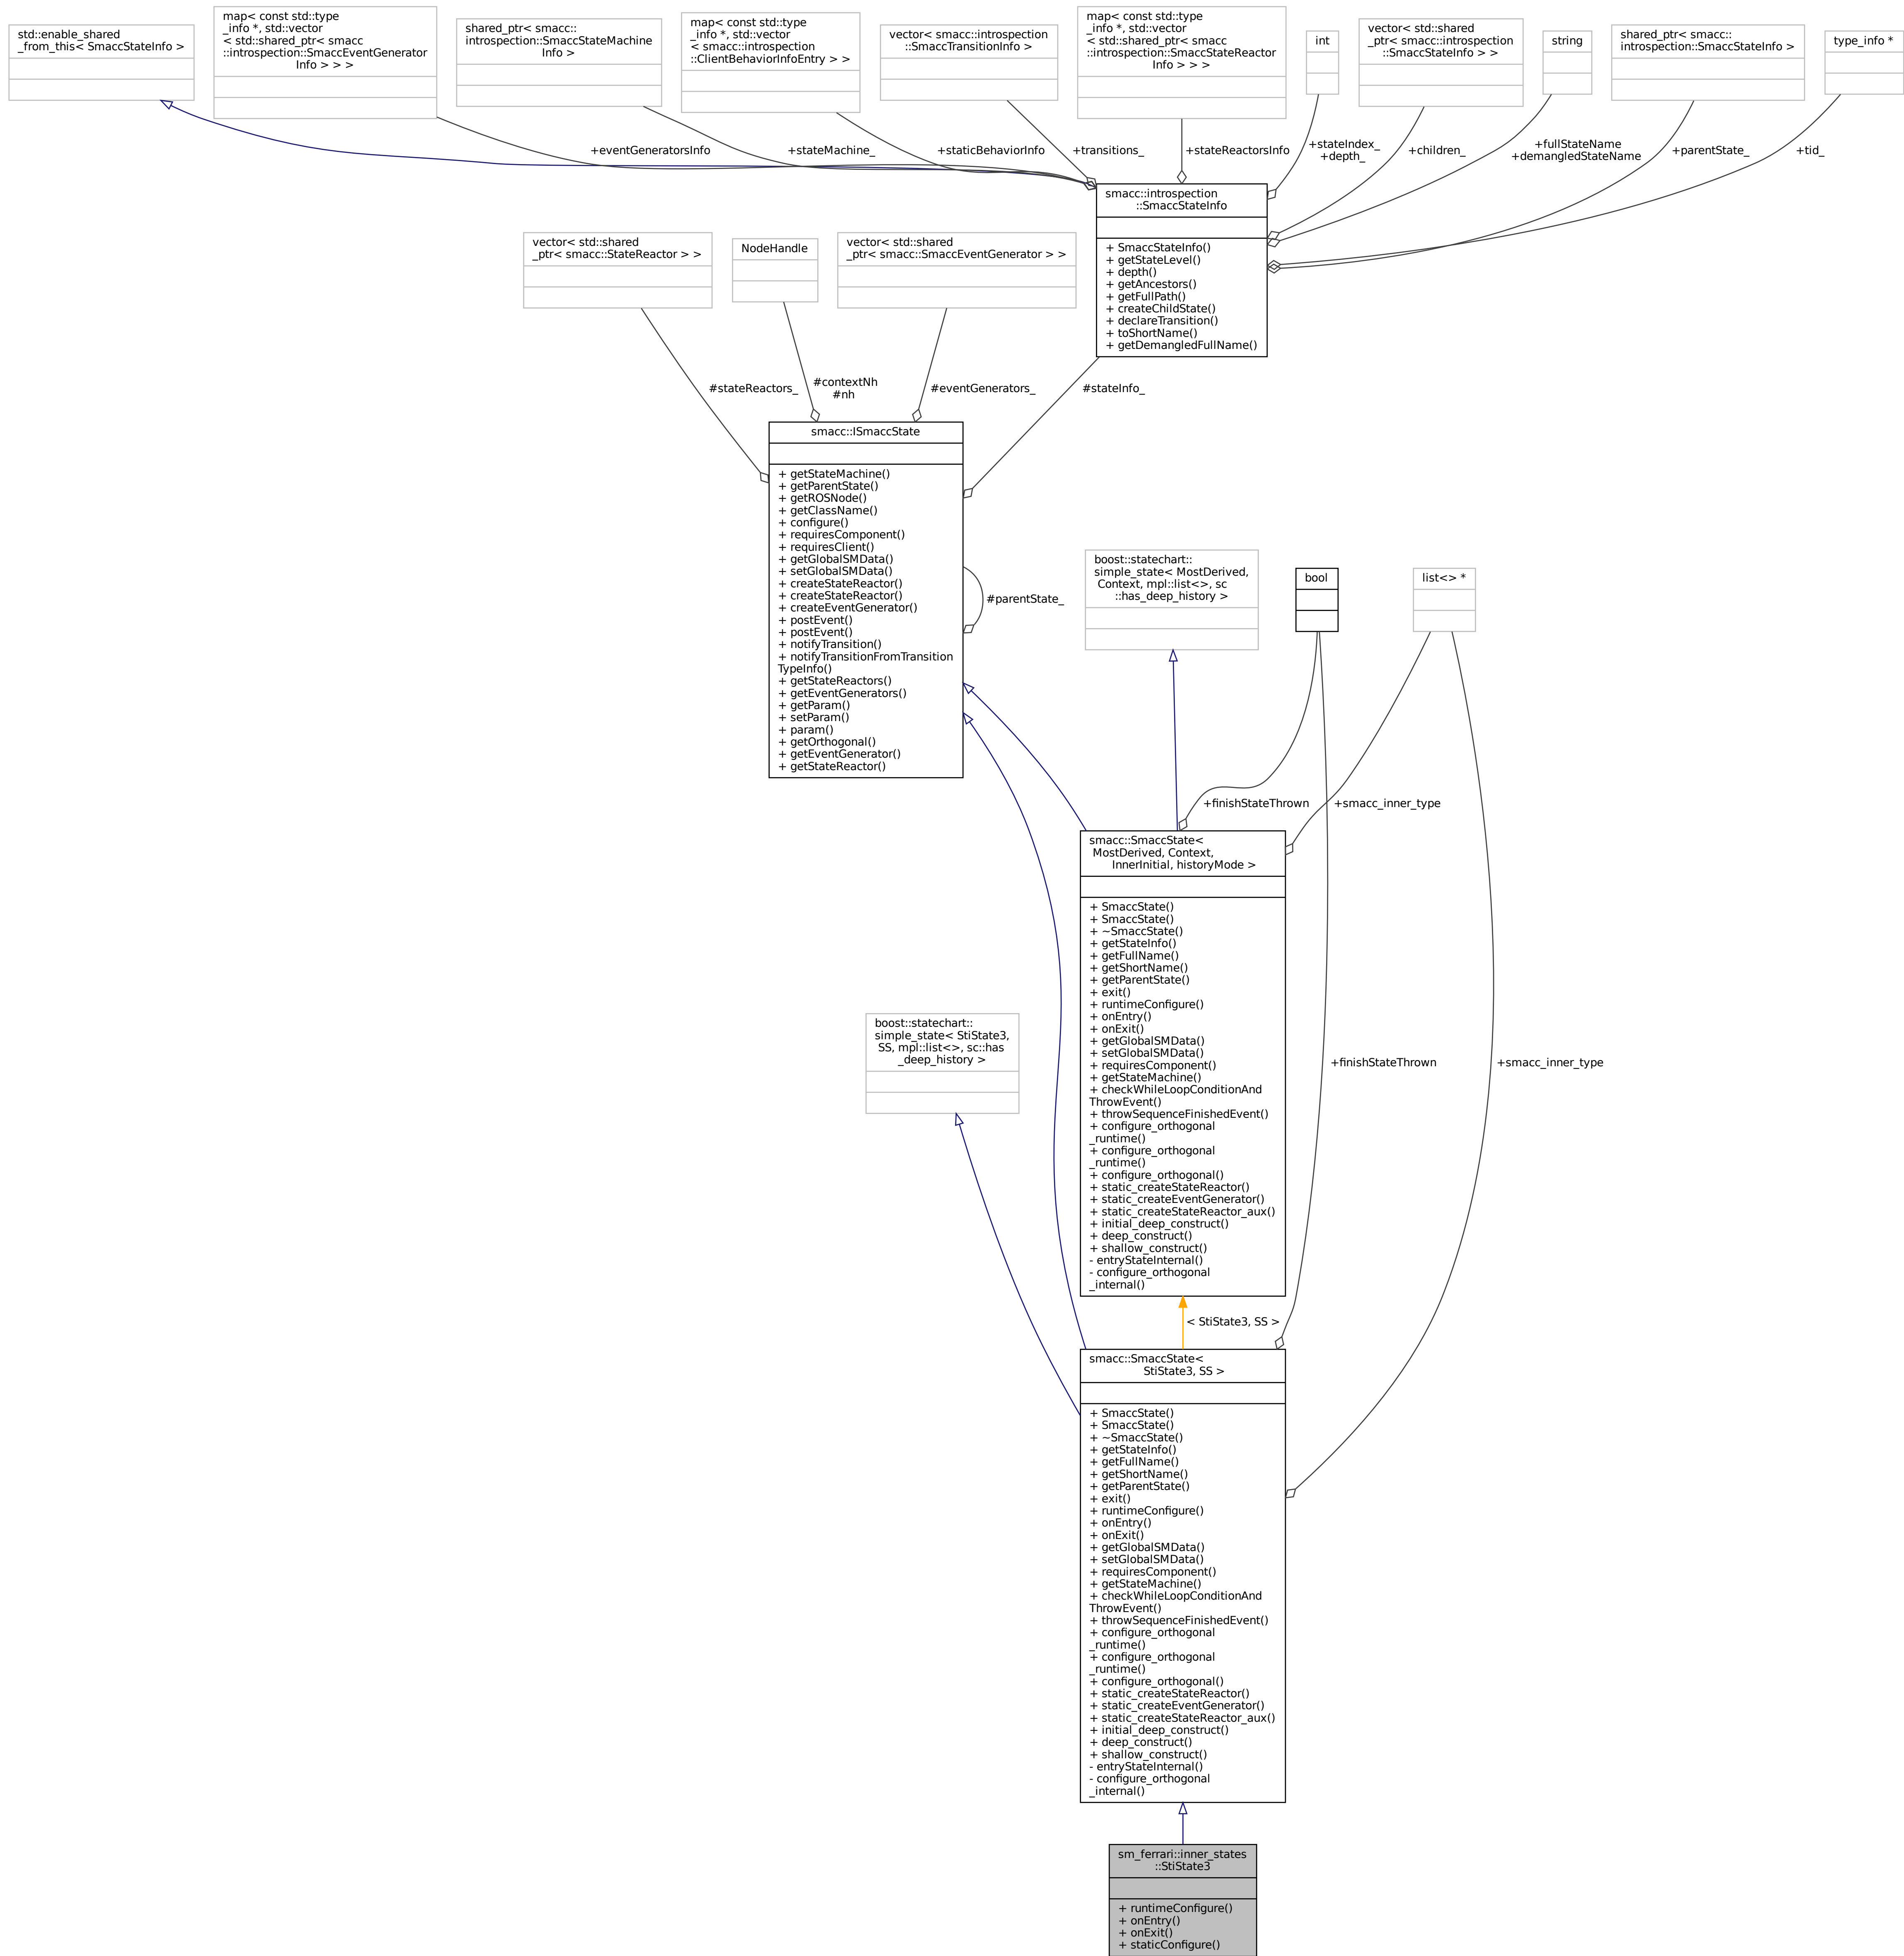 std::enable_shared
_from_this< SmaccStateInfo >
map< const std::type
_info *, std::vector
< std::shared_ptr< smacc
::introspection::SmaccEventGenerator
Info > > >
shared_ptr< smacc::
introspection::SmaccStateMachine
Info >
map< const std::type
_info *, std::vector
< smacc::introspection
::ClientBehaviorInfoEntry > >
vector< smacc::introspection
::SmaccTransitionInfo >
map< const std::type
_info *, std::vector
< std::shared_ptr< smacc
::introspection::SmaccStateReactor
Info > > >
int
vector< std::shared
_ptr< smacc::introspection
::SmaccStateInfo > >
string
shared_ptr< smacc::
introspection::SmaccStateInfo >
type_info *
+eventGeneratorsInfo
+stateMachine_
+staticBehaviorInfo
+transitions_
+stateReactorsInfo
+stateIndex_
+depth_
+children_
+fullStateName
+demangledStateName
+parentState_
+tid_
smacc::introspection
::SmaccStateInfo
+ SmaccStateInfo()
+ getStateLevel()
+ depth()
+ getAncestors()
+ getFullPath()
+ createChildState()
+ declareTransition()
+ toShortName()
+ getDemangledFullName()
vector< std::shared
_ptr< smacc::StateReactor > >
NodeHandle
vector< std::shared
_ptr< smacc::SmaccEventGenerator > >
#stateReactors_
#contextNh
#nh
#eventGenerators_
#stateInfo_
smacc::ISmaccState
+ getStateMachine()
+ getParentState()
+ getROSNode()
+ getClassName()
+ configure()
+ requiresComponent()
+ requiresClient()
+ getGlobalSMData()
+ setGlobalSMData()
+ createStateReactor()
+ createStateReactor()
+ createEventGenerator()
+ postEvent()
+ postEvent()
+ notifyTransition()
+ notifyTransitionFromTransition
TypeInfo()
+ getStateReactors()
+ getEventGenerators()
+ getParam()
+ setParam()
+ param()
+ getOrthogonal()
+ getEventGenerator()
+ getStateReactor()
#parentState_
boost::statechart::
simple_state< MostDerived,
Context, mpl::list<>, sc
::has_deep_history >
bool
list<> *
+finishStateThrown
+smacc_inner_type
smacc::SmaccState<
MostDerived, Context,
InnerInitial, historyMode >
+ SmaccState()
+ SmaccState()
+ ~SmaccState()
+ getStateInfo()
+ getFullName()
+ getShortName()
+ getParentState()
+ exit()
+ runtimeConfigure()
+ onEntry()
+ onExit()
+ getGlobalSMData()
+ setGlobalSMData()
+ requiresComponent()
+ getStateMachine()
+ checkWhileLoopConditionAnd
ThrowEvent()
+ throwSequenceFinishedEvent()
+ configure_orthogonal
_runtime()
+ configure_orthogonal
_runtime()
+ configure_orthogonal()
+ static_createStateReactor()
+ static_createEventGenerator()
+ static_createStateReactor_aux()
+ initial_deep_construct()
+ deep_construct()
+ shallow_construct()
- entryStateInternal()
- configure_orthogonal
_internal()
boost::statechart::
simple_state< StiState3,
SS, mpl::list<>, sc::has
_deep_history >
+finishStateThrown
+smacc_inner_type
< StiState3, SS >
smacc::SmaccState<
StiState3, SS >
+ SmaccState()
+ SmaccState()
+ ~SmaccState()
+ getStateInfo()
+ getFullName()
+ getShortName()
+ getParentState()
+ exit()
+ runtimeConfigure()
+ onEntry()
+ onExit()
+ getGlobalSMData()
+ setGlobalSMData()
+ requiresComponent()
+ getStateMachine()
+ checkWhileLoopConditionAnd
ThrowEvent()
+ throwSequenceFinishedEvent()
+ configure_orthogonal
_runtime()
+ configure_orthogonal
_runtime()
+ configure_orthogonal()
+ static_createStateReactor()
+ static_createEventGenerator()
+ static_createStateReactor_aux()
+ initial_deep_construct()
+ deep_construct()
+ shallow_construct()
- entryStateInternal()
- configure_orthogonal
_internal()
sm_ferrari::inner_states
::StiState3
+ runtimeConfigure()
+ onEntry()
+ onExit()
+ staticConfigure()